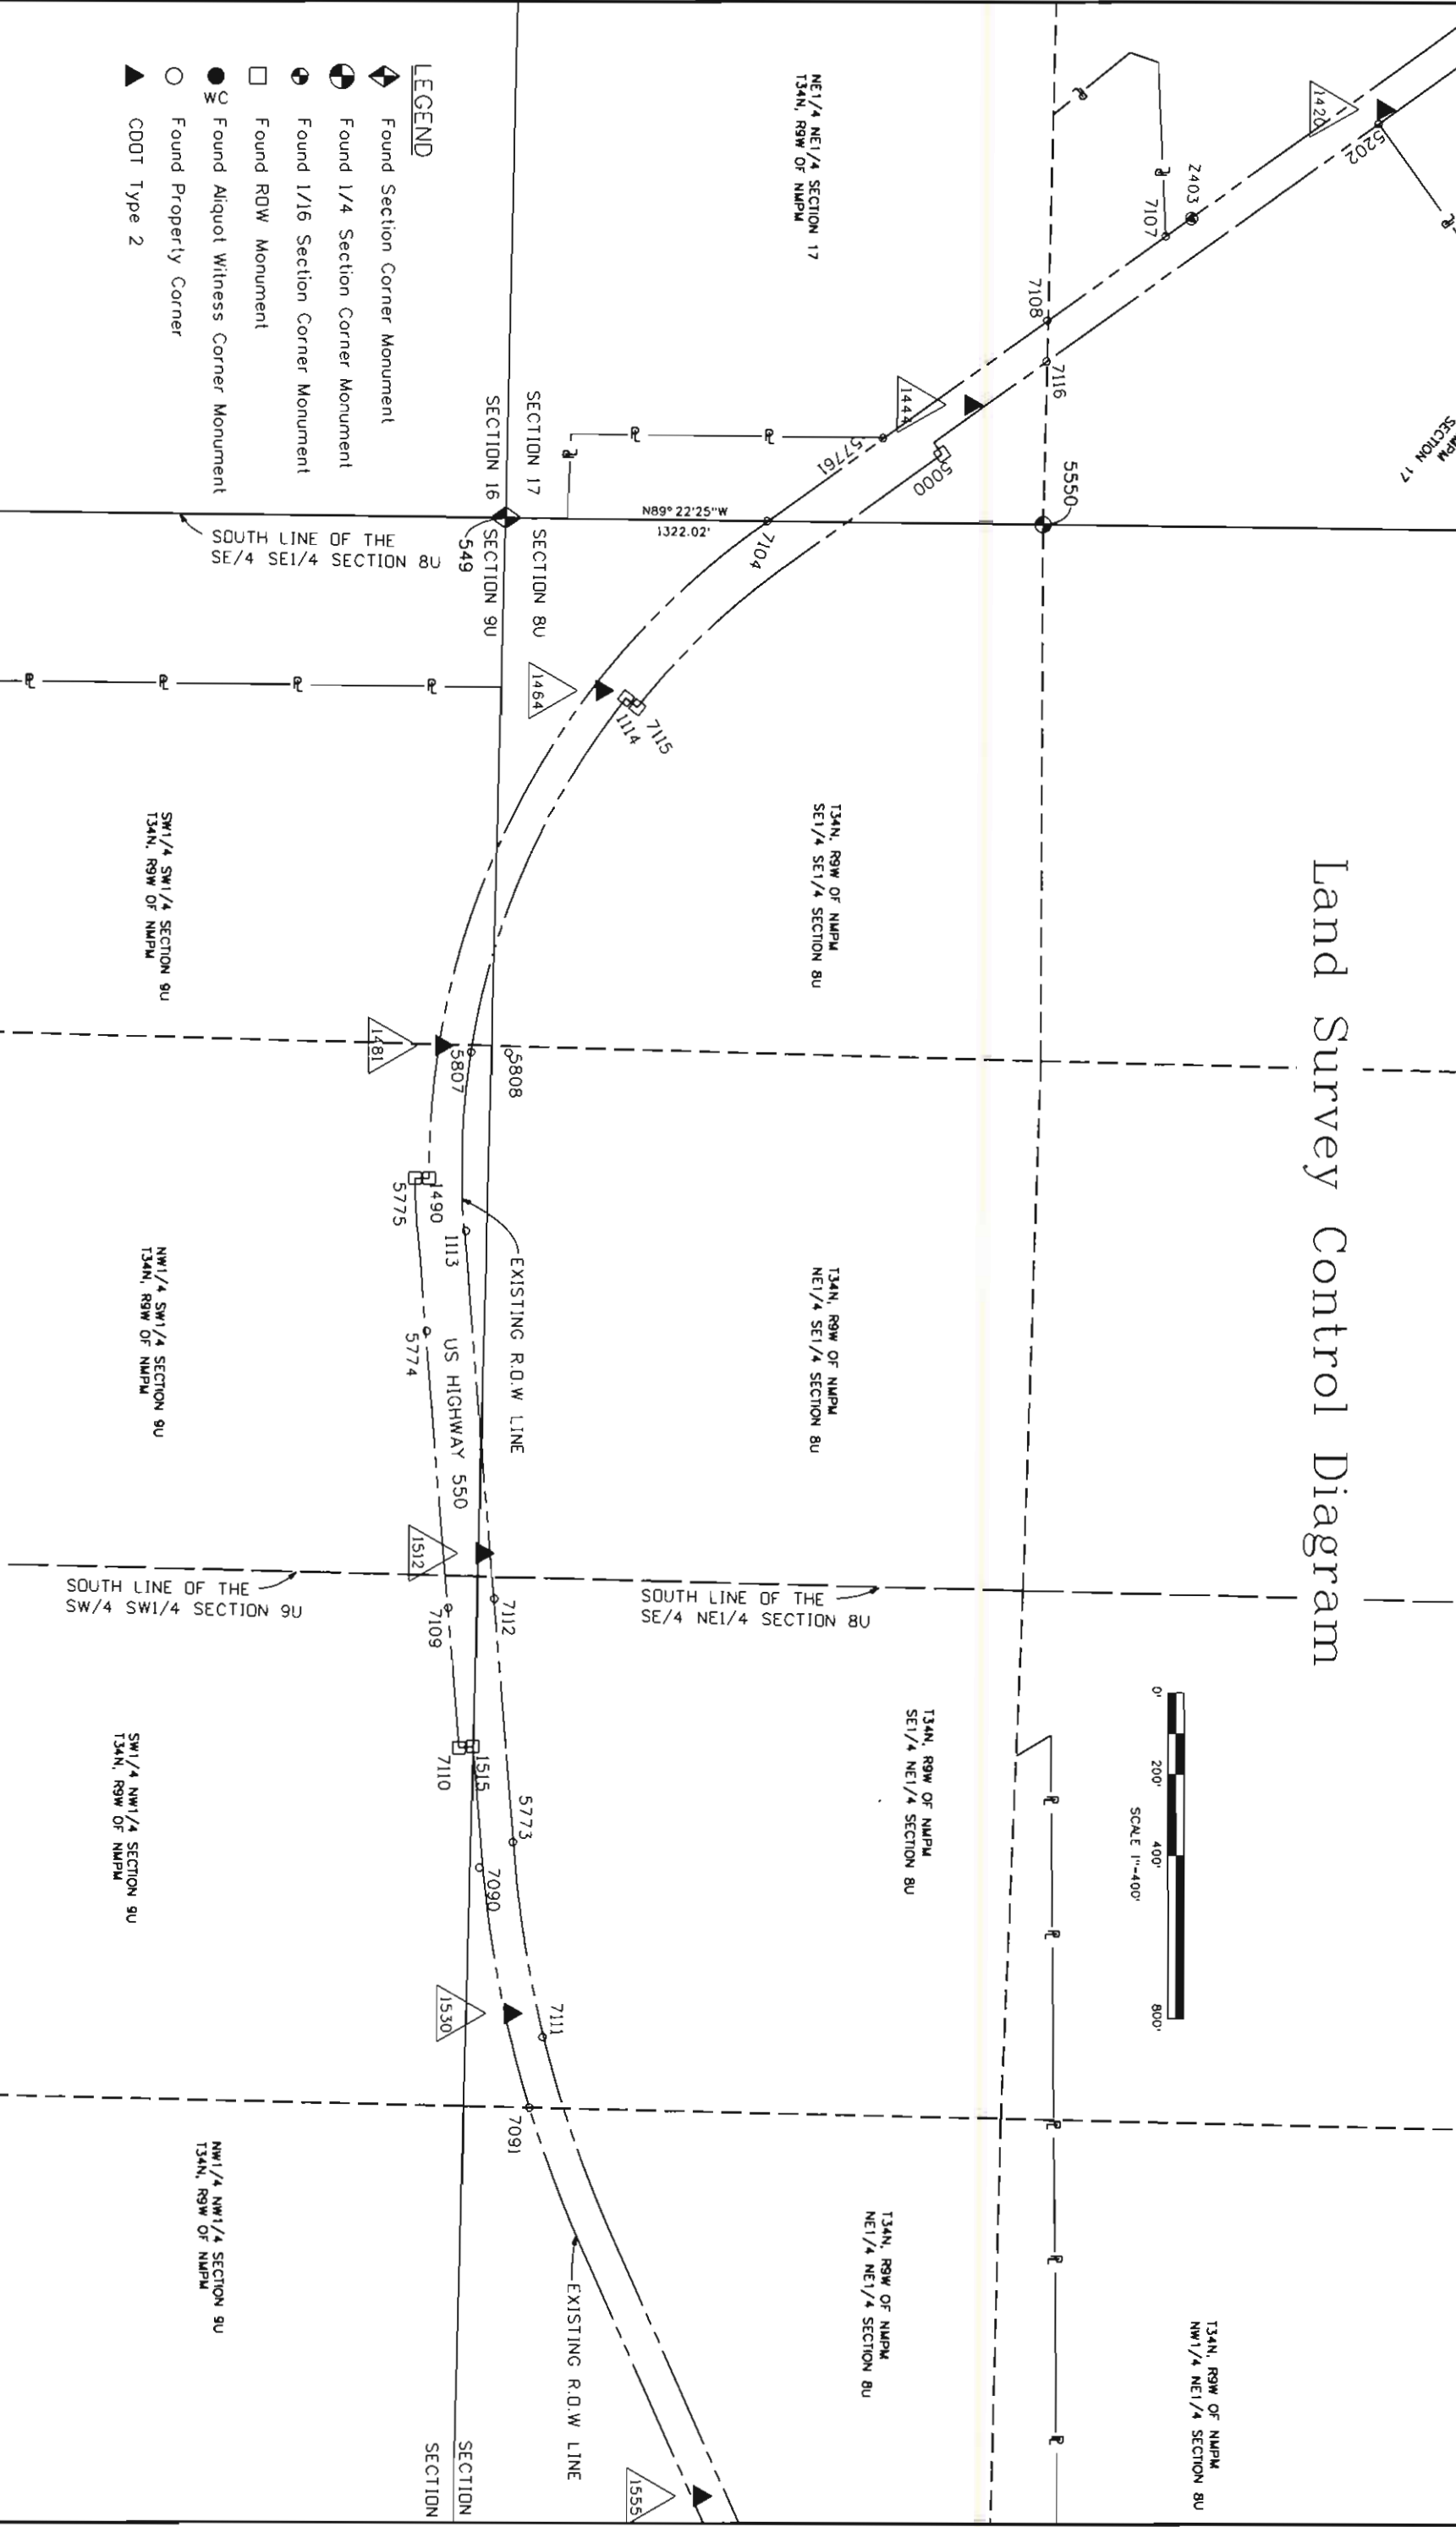 Land Survey Control Diagram
0' 200' 400' 800'
SCALE 1"=400'
SECTION 17
1420
5202
Z403
7107
7108
7116
5550
1444
57761
5000
7104
NE1/4 NE1/4 SECTION 17
T34N, R9W OF NMPM
N89°22'25"W
1322.02'
SECTION 17
SECTION 16
SECTION 8U
SECTION 9U
549
SOUTH LINE OF THE
SE/4 SE1/4 SECTION 8U
1464
1114
7115
T34N, R9W OF NMPM
SE1/4 SE1/4 SECTION 8U
SW1/4 SW1/4 SECTION 9U
T34N, R9W OF NMPM
1481
5807
5808
1490
5775
1113
5774
EXISTING R.O.W LINE
US HIGHWAY 550
T34N, R9W OF NMPM
NE1/4 SE1/4 SECTION 8U
NW1/4 SW1/4 SECTION 9U
T34N, R9W OF NMPM
1512
7112
7109
SOUTH LINE OF THE
SW/4 SW1/4 SECTION 9U
SOUTH LINE OF THE
SE/4 NE1/4 SECTION 8U
1515
7110
5773
7090
T34N, R9W OF NMPM
SE1/4 NE1/4 SECTION 8U
SW1/4 NW1/4 SECTION 9U
T34N, R9W OF NMPM
1530
7111
7091
T34N, R9W OF NMPM
NE1/4 NE1/4 SECTION 8U
T34N, R9W OF NMPM
NW1/4 NE1/4 SECTION 8U
NW1/4 NW1/4 SECTION 9U
T34N, R9W OF NMPM
EXISTING R.O.W LINE
1555
SECTION
SECTION
LEGEND
Found Section Corner Monument
Found 1/4 Section Corner Monument
Found 1/16 Section Corner Monument
Found ROW Monument
WC Found Aliquot Witness Corner Monument
Found Property Corner
CDOT Type 2